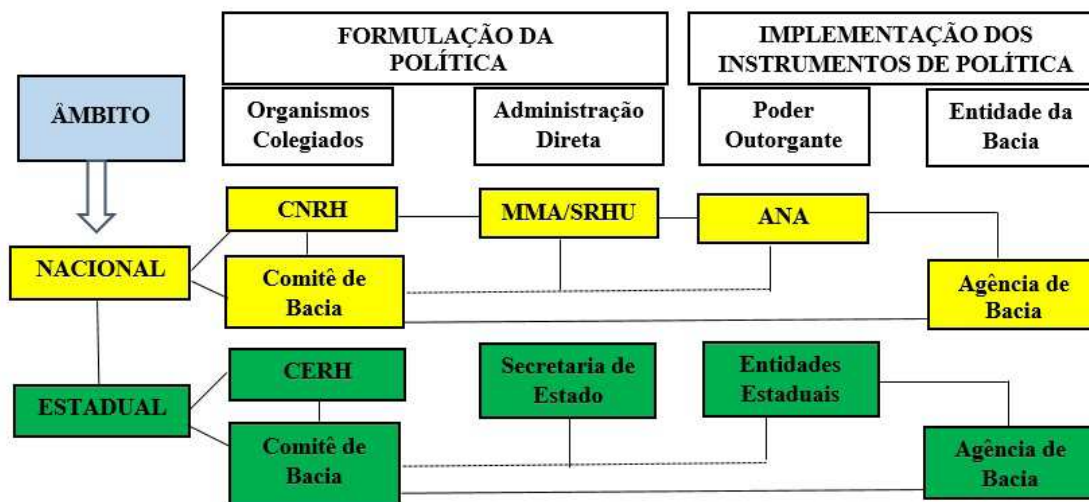 FORMULAÇÃO DA
POLÍTICA
IMPLEMENTAÇÃO DOS
INSTRUMENTOS DE POLÍTICA
ÂMBITO
Organismos
Colegiados
Administração
Direta
Poder
Outorgante
Entidade da
Bacia
NACIONAL
CNRH
MMA/SRHU
ANA
Comitê de
Bacia
Agência de
Bacia
ESTADUAL
CERH
Secretaria de
Estado
Entidades
Estaduais
Comitê de
Bacia
Agência de
Bacia